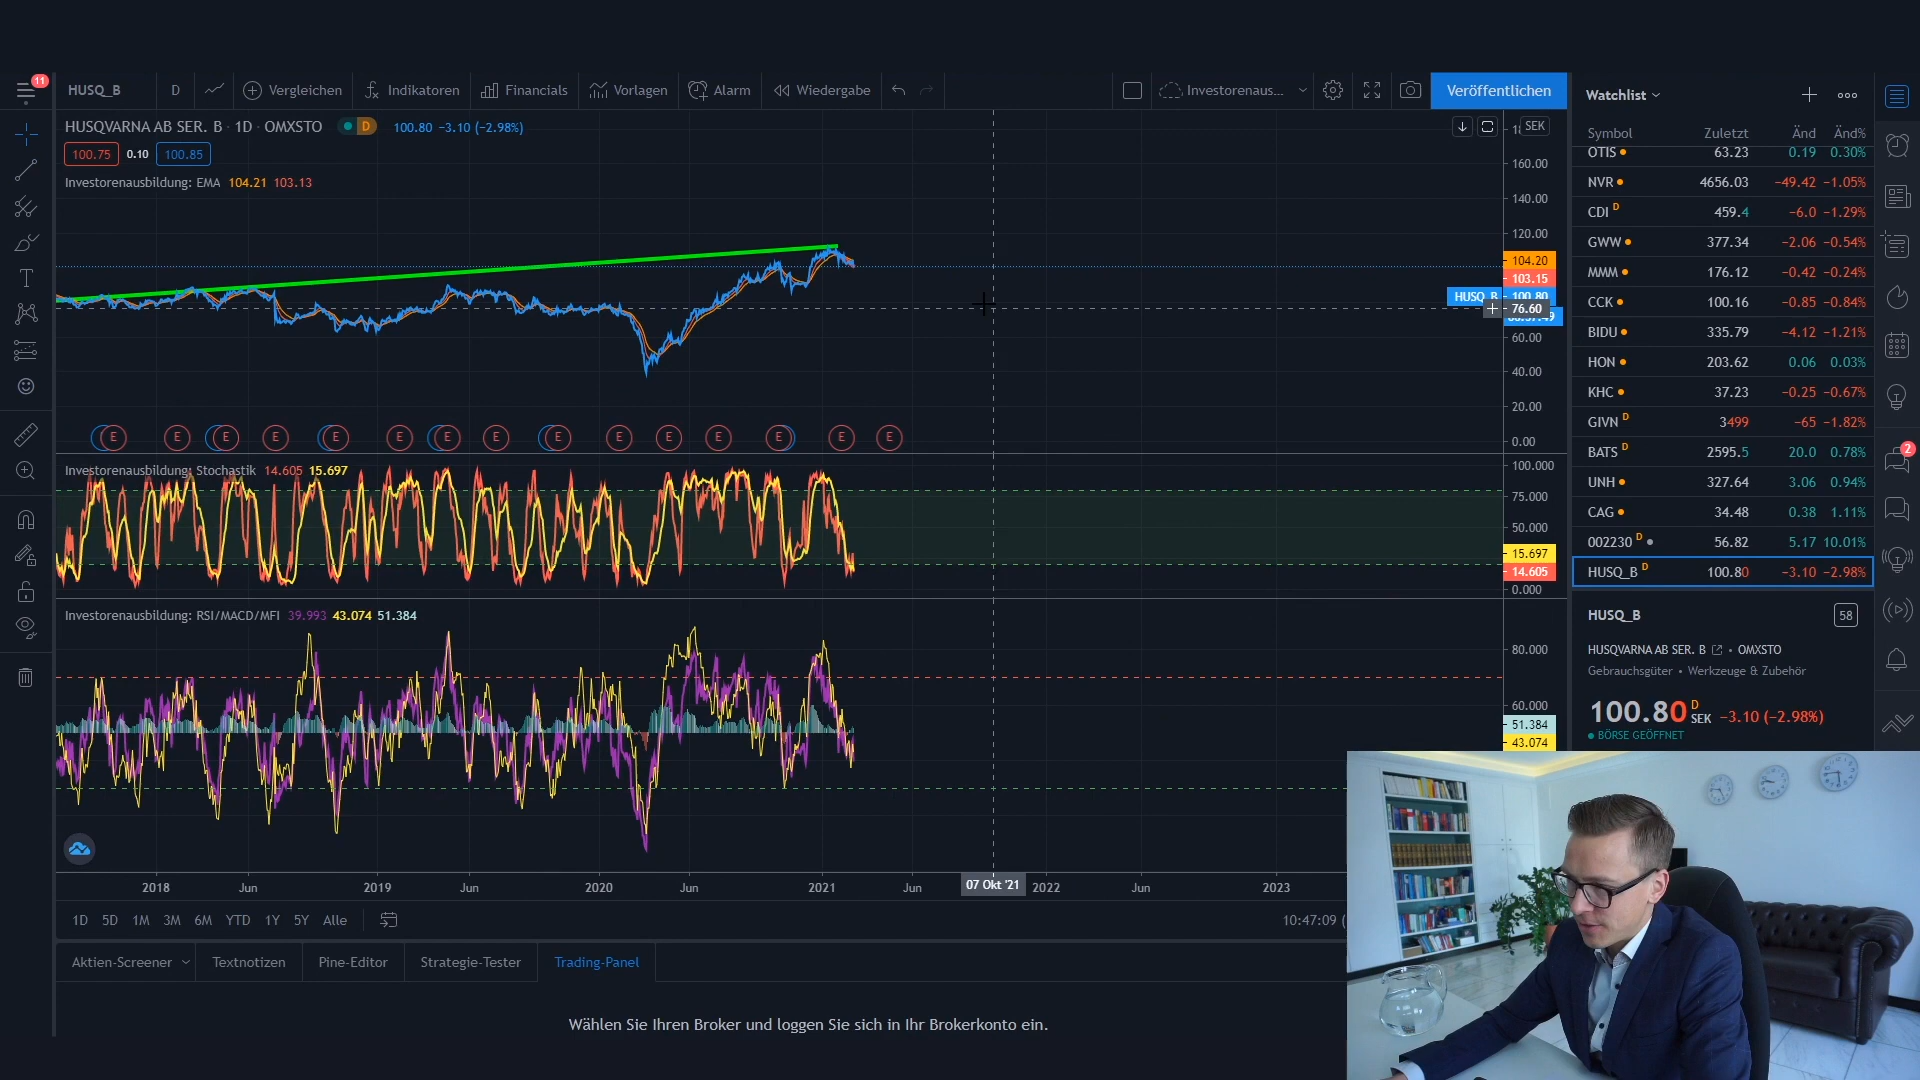 11
HUSQ_B
D
Vergleichen
Indikatoren
Financials
Vorlagen
Alarm
Wiedergabe
Investorenaus...
Veröffentlichen
HUSQVARNA AB SER. B · 1D · OMXSTO
D
100.80 −3.10 (−2.98%)
100.75
0.10
100.85
Investorenausbildung: EMA 104.21 103.13
SEK
160.00
140.00
120.00
104.20
103.15
HUSQ_B 100.80
76.60
60.00
40.00
20.00
0.00
E E E E E E E E E E E E E E E E
Investorenausbildung: Stochastik 14.605 15.697
100.000
75.000
50.000
15.697
14.605
0.000
Investorenausbildung: RSI/MACD/MFI 39.993 43.074 51.384
80.000
60.000
51.384
43.074
2018 Jun 2019 Jun 2020 Jun 2021 Jun 07 Okt '21 2022 Jun 2023
1D 5D 1M 3M 6M YTD 1Y 5Y Alle
10:47:09 (
Aktien-Screener
Textnotizen
Pine-Editor
Strategie-Tester
Trading-Panel
Wählen Sie Ihren Broker und loggen Sie sich in Ihr Brokerkonto ein.
Watchlist
Symbol Zuletzt Änd Änd%
OTIS 63.23 0.19 0.30%
NVR 4656.03 −49.42 −1.05%
CDI D 459.4 −6.0 −1.29%
GWW 377.34 −2.06 −0.54%
MMM 176.12 −0.42 −0.24%
CCK 100.16 −0.85 −0.84%
BIDU 335.79 −4.12 −1.21%
HON 203.62 0.06 0.03%
KHC 37.23 −0.25 −0.67%
GIVN D 3499 −65 −1.82%
BATS D 2595.5 20.0 0.78%
UNH 327.64 3.06 0.94%
CAG 34.48 0.38 1.11%
002230 D 56.82 5.17 10.01%
HUSQ_B D 100.80 −3.10 −2.98%
HUSQ_B
58
HUSQVARNA AB SER. B • OMXSTO
Gebrauchsgüter • Werkzeuge & Zubehör
100.80 D SEK −3.10 (−2.98%)
BÖRSE GEÖFFNET
2